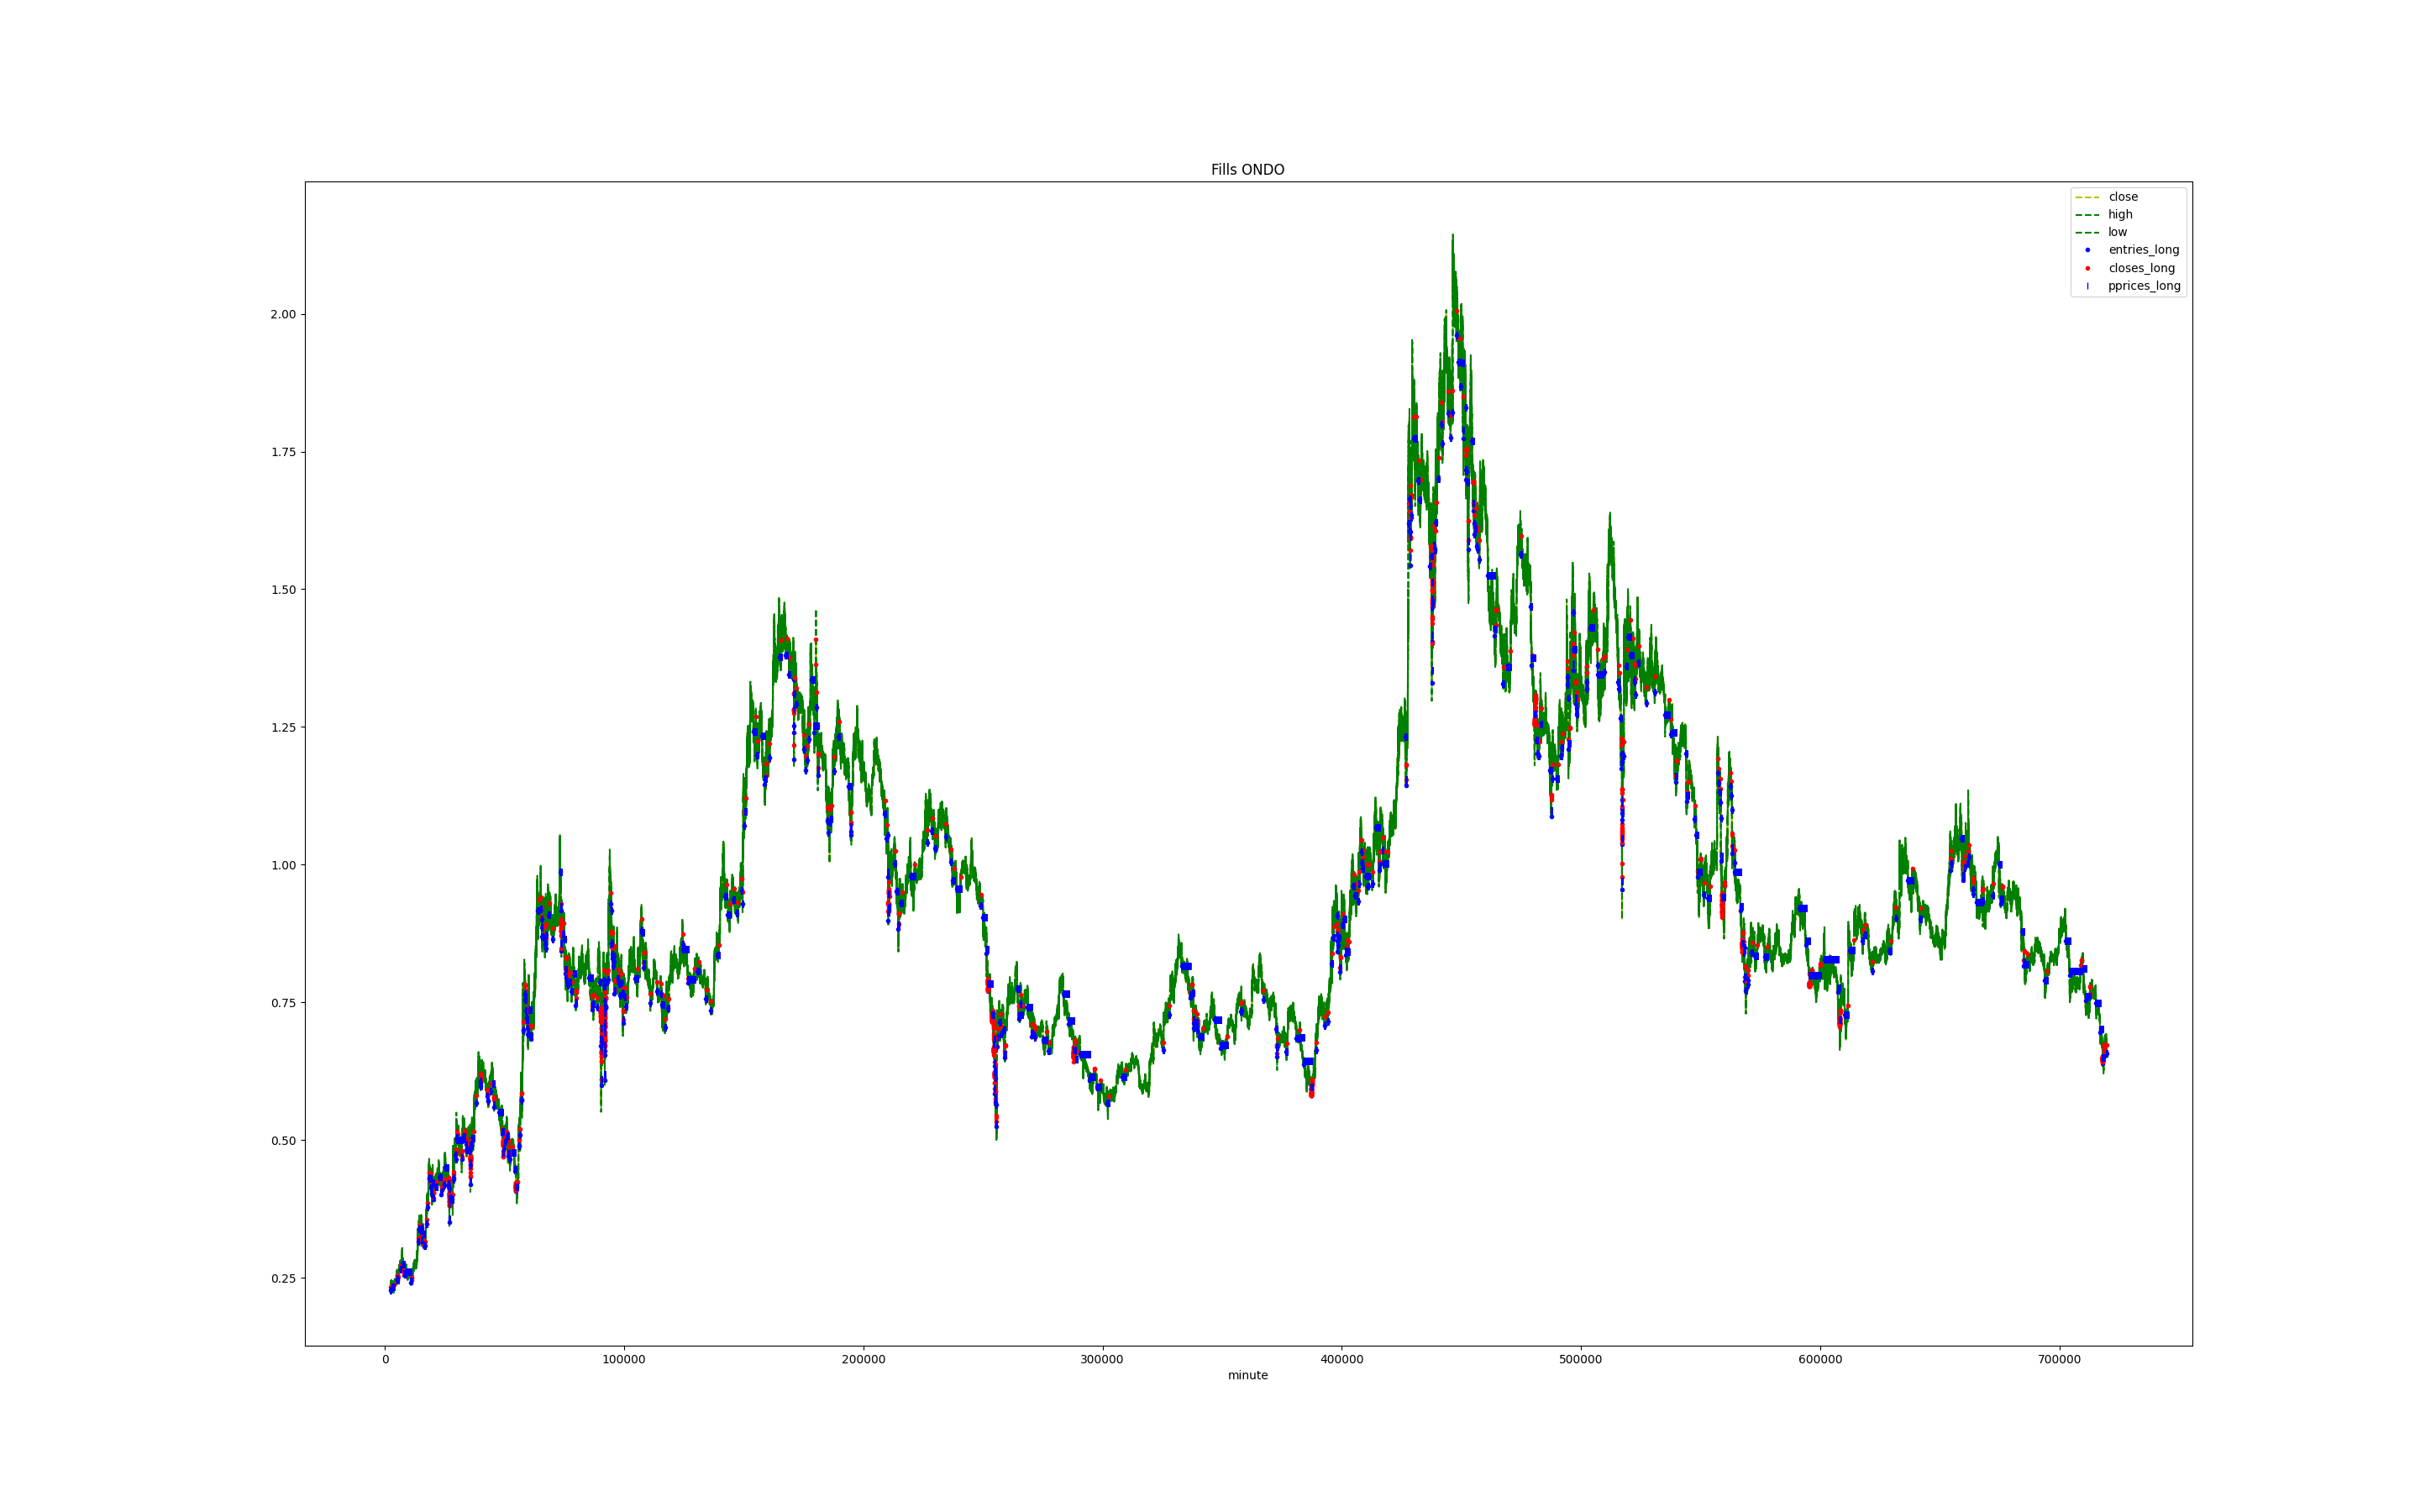 Fills ONDO
close
high
low
entries_long
closes_long
pprices_long
2.00
1.75
1.50
1.25
1.00
0.75
0.50
0.25
0 100000 200000 300000 400000 500000 600000 700000
minute